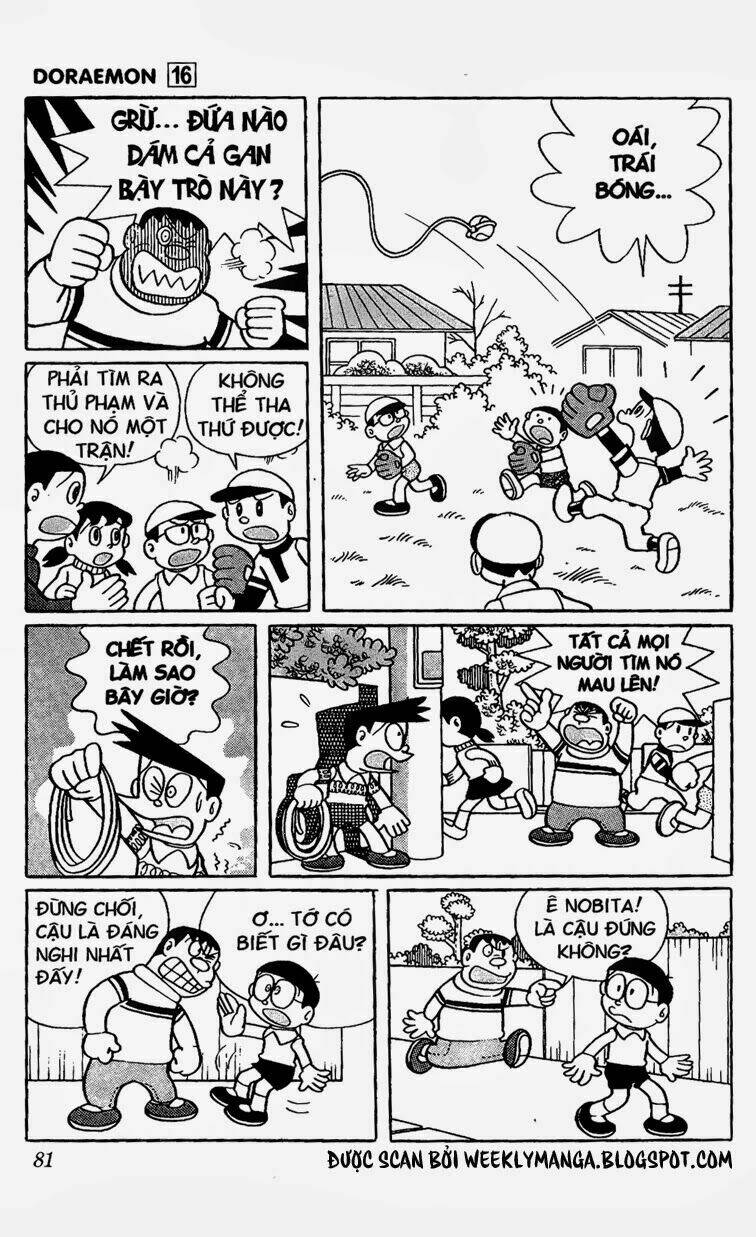 DORAEMON 16
OÁI,
TRÁI
BÓNG...
GRỪ... ĐỨA NÀO
DÁM CẢ GAN
BÀY TRÒ NÀY?
KHÔNG
THỂ THA
THỨ ĐƯỢC!
PHẢI TÌM RA
THỦ PHẠM VÀ
CHO NÓ MỘT
TRẬN!
TẤT CẢ MỌI
NGƯỜI TÌM NÓ
MAU LÊN!
CHẾT RỒI,
LÀM SAO
BÂY GIỜ?
Ê NOBITA!
LÀ CẬU ĐÚNG
KHÔNG?
Ơ... TỚ CÓ
BIẾT GÌ ĐÂU?
ĐỪNG CHỐI,
CẬU LÀ ĐÁNG
NGHI NHẤT
ĐẤY!
81
ĐƯỢC SCAN BỞI WEEKLYMANGA.BLOGSPOT.COM